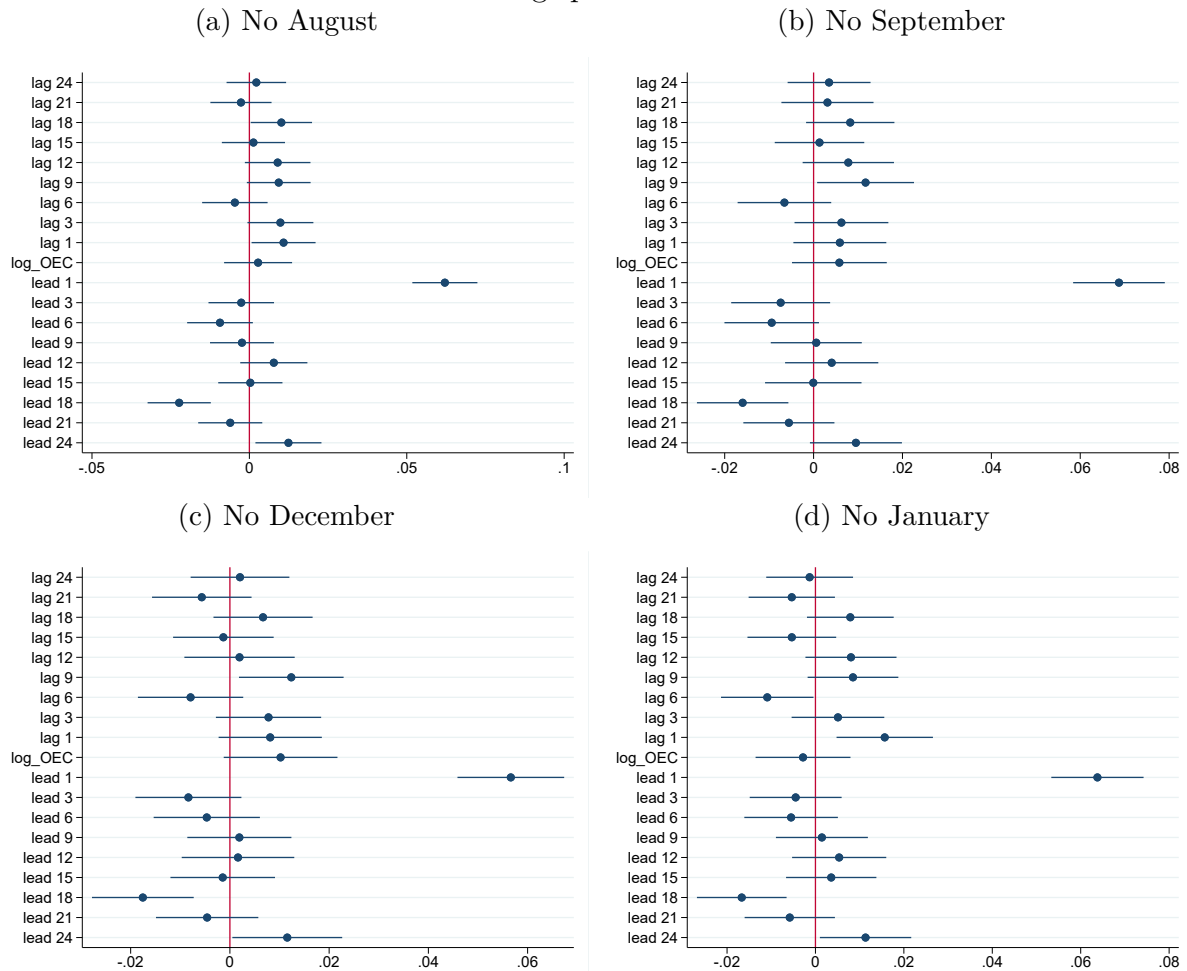 (a) No August
lag 24
lag 21
lag 18
lag 15
lag 12
lag 9
lag 6
lag 3
lag 1
log_OEC
lead 1
lead 3
lead 6
lead 9
lead 12
lead 15
lead 18
lead 21
lead 24
-.05 0 .05 .1
(b) No September
lag 24
lag 21
lag 18
lag 15
lag 12
lag 9
lag 6
lag 3
lag 1
log_OEC
lead 1
lead 3
lead 6
lead 9
lead 12
lead 15
lead 18
lead 21
lead 24
-.02 0 .02 .04 .06 .08
(c) No December
lag 24
lag 21
lag 18
lag 15
lag 12
lag 9
lag 6
lag 3
lag 1
log_OEC
lead 1
lead 3
lead 6
lead 9
lead 12
lead 15
lead 18
lead 21
lead 24
-.02 0 .02 .04 .06
(d) No January
lag 24
lag 21
lag 18
lag 15
lag 12
lag 9
lag 6
lag 3
lag 1
log_OEC
lead 1
lead 3
lead 6
lead 9
lead 12
lead 15
lead 18
lead 21
lead 24
-.02 0 .02 .04 .06 .08